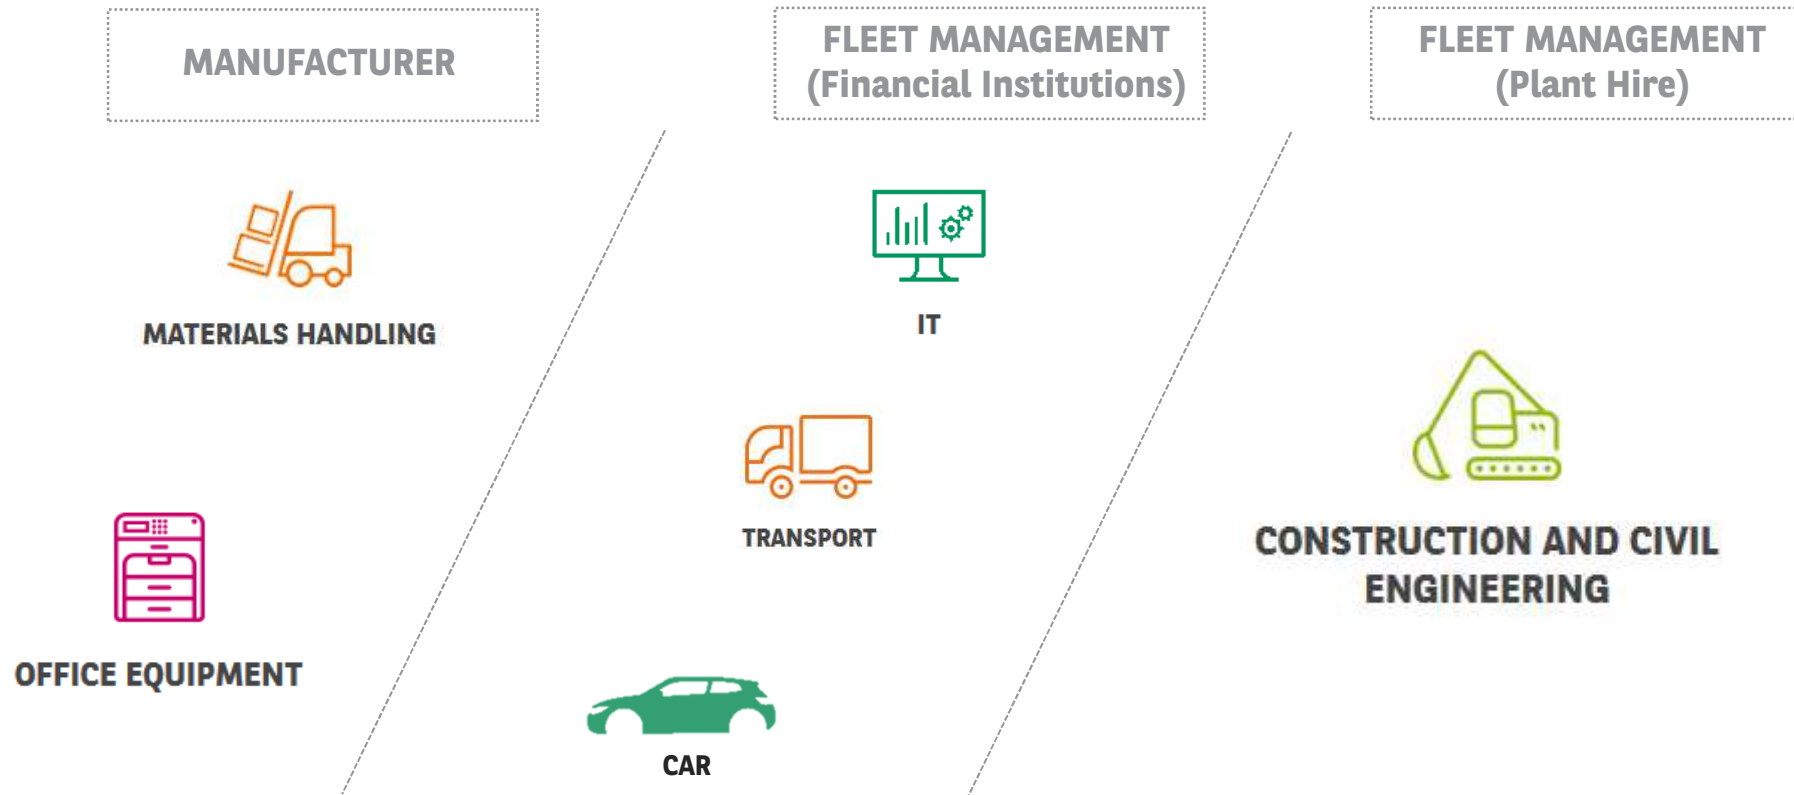 MANUFACTURER
FLEET MANAGEMENT
(Financial Institutions)
FLEET MANAGEMENT
(Plant Hire)
MATERIALS HANDLING
OFFICE EQUIPMENT
IT
TRANSPORT
CAR
CONSTRUCTION AND CIVIL
ENGINEERING